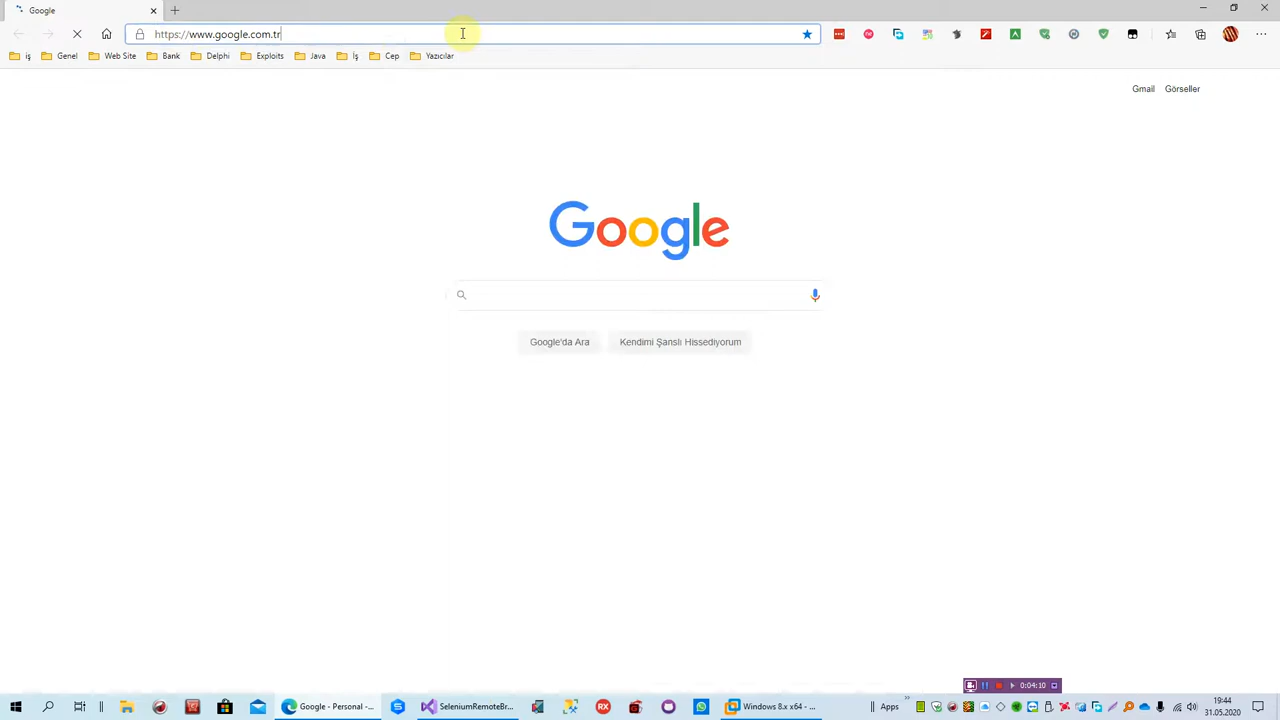 Google
https://www.google.com.tr
iş
Genel
Web Site
Bank
Delphi
Exploits
Java
İş
Cep
Yazıcılar
Gmail
Görseller
Google
Google'da Ara
Kendimi Şanslı Hissediyorum
0:04:10
Google - Personal -...
SeleniumRemoteBr...
RX
Windows 8.x x64 - ...
Apps
19:44
31.05.2020